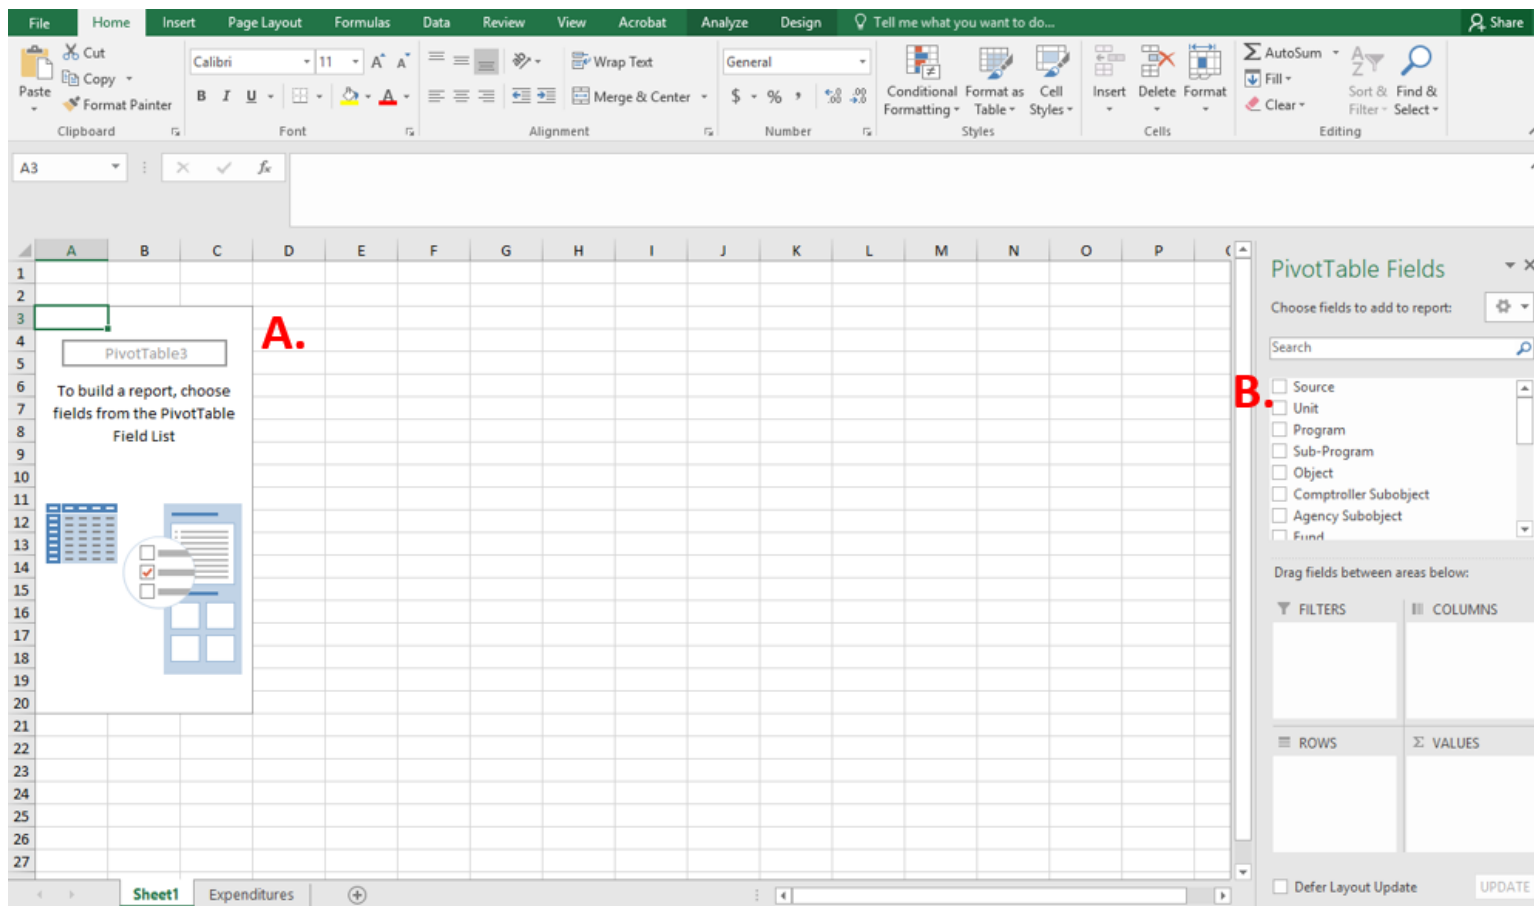 File Home Insert Page Layout Formulas Data Review View Acrobat Analyze Design Tell me what you want to do... Share
Paste
Cut
Copy
Format Painter
Clipboard
Calibri 11 A A
B I U A
Font
Wrap Text
Merge & Center
Alignment
General
$ % , .0 .00 .00 .0
Number
Conditional Formatting
Format as Table
Cell Styles
Styles
Insert Delete Format
Cells
AutoSum
Fill
Clear
Sort & Filter
Find & Select
Editing
A3 fx
A B C D E F G H I J K L M N O P
1
2
3
4
5
6
7
8
9
10
11
12
13
14
15
16
17
18
19
20
21
22
23
24
25
26
27
PivotTable3
To build a report, choose
fields from the PivotTable
Field List
A.
B.
PivotTable Fields
Choose fields to add to report:
Search
Source
Unit
Program
Sub-Program
Object
Comptroller Subobject
Agency Subobject
Fund
Drag fields between areas below:
FILTERS COLUMNS
ROWS Σ VALUES
Defer Layout Update UPDATE
Sheet1 Expenditures